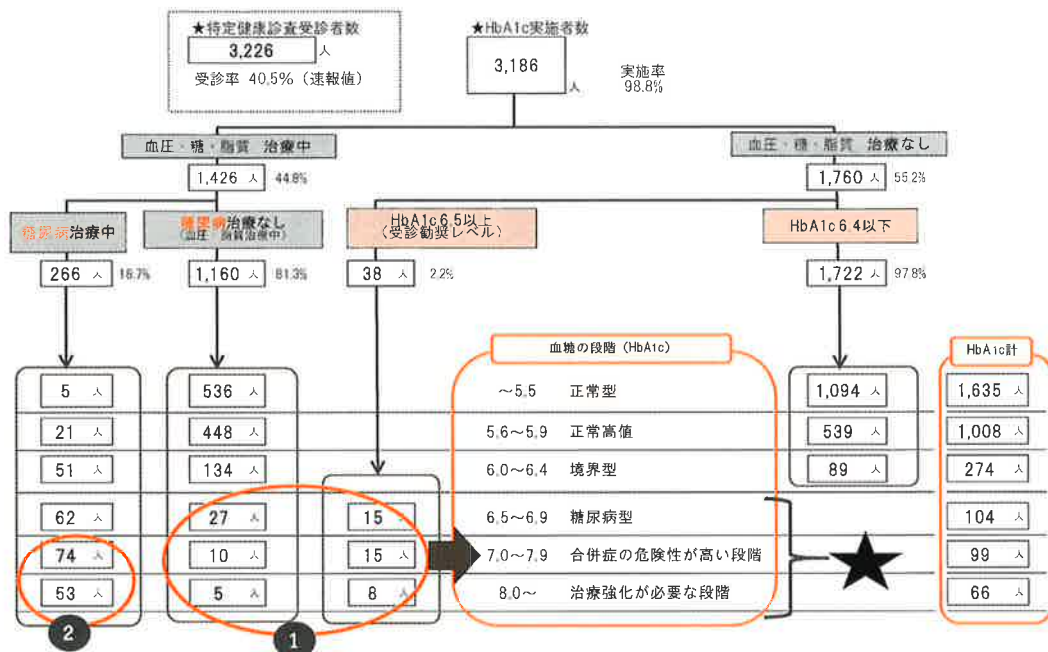 ★特定健康診査受診者数
3,226 人
受診率 40.5%（速報値）
★HbA1c実施者数
3,186 人
実施率
98.8%
血圧・糖・脂質 治療中
1,426 人 44.8%
血圧・糖・脂質 治療なし
1,760 人 55.2%
糖尿病治療中
266 人 18.7%
糖尿病治療なし
（血圧 脂質治療中）
1,160 人 81.3%
HbA1c6.5以上
（受診勧奨レベル）
38 人 2.2%
HbA1c6.4以下
1,722 人 97.8%
血糖の段階（HbA1c）
HbA1c計
5 人 536 人 ～5.5 正常型 1,094 人 1,635 人
21 人 448 人 5.6～5.9 正常高値 539 人 1,008 人
51 人 134 人 6.0～6.4 境界型 89 人 274 人
62 人 27 人 15 人 6.5～6.9 糖尿病型 104 人
74 人 10 人 15 人 7.0～7.9 合併症の危険性が高い段階 99 人
53 人 5 人 8 人 8.0～ 治療強化が必要な段階 66 人
2
1